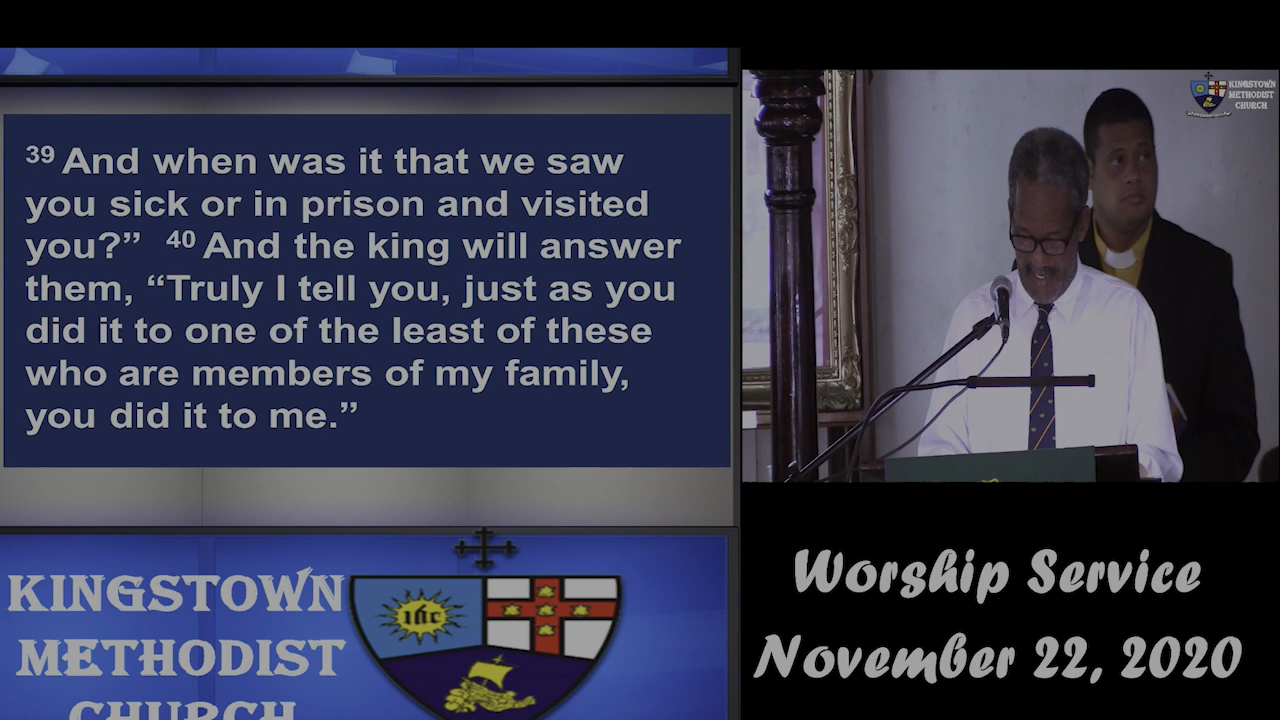 39 And when was it that we saw
you sick or in prison and visited
you?” 40 And the king will answer
them, “Truly I tell you, just as you
did it to one of the least of these
who are members of my family,
you did it to me.”
KINGSTOWN
METHODIST
CHURCH
ihc
KINGSTOWN
METHODIST
CHURCH
Worship Service
November 22, 2020